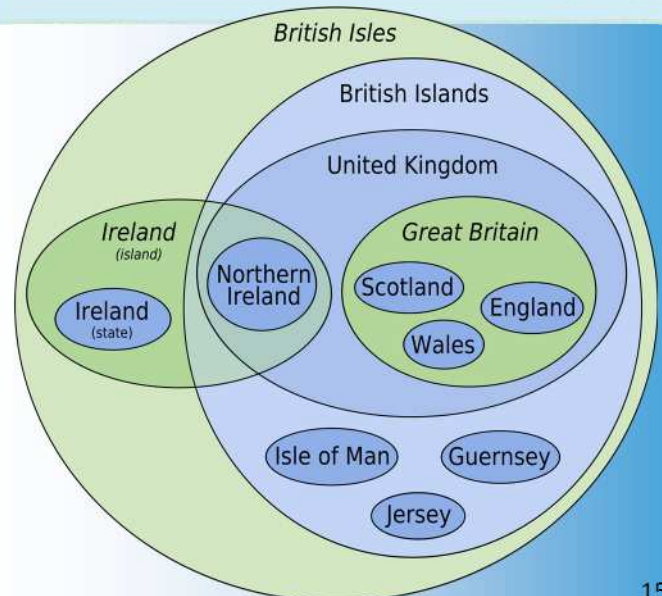 British Isles
British Islands
United Kingdom
Ireland
(island)
Great Britain
Northern
Ireland
Scotland
England
Ireland
(state)
Wales
Isle of Man
Guernsey
Jersey
15